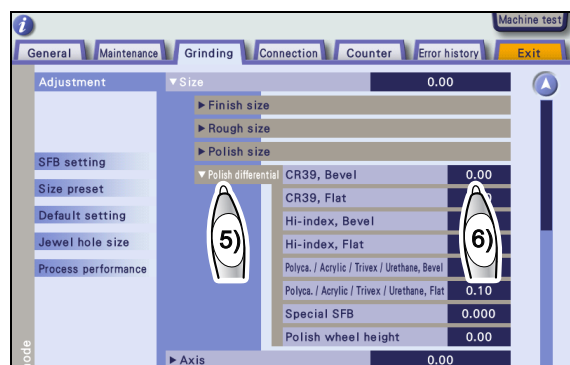 i
Machine test
General Maintenance Grinding Connection Counter Error history Exit
Adjustment ▼Size 0.00
▶Finish size
▶Rough size
▶Polish size
SFB setting
▼Polish differential CR39, Bevel 0.00
Size preset
CR39, Flat
Default setting
Hi-index, Bevel
5) 6)
Jewel hole size
Hi-index, Flat
Process performance
Polyca. / Acrylic / Trivex / Urethane, Bevel
Polyca. / Acrylic / Trivex / Urethane, Flat 0.10
Special SFB 0.000
Polish wheel height 0.00
▶Axis 0.00